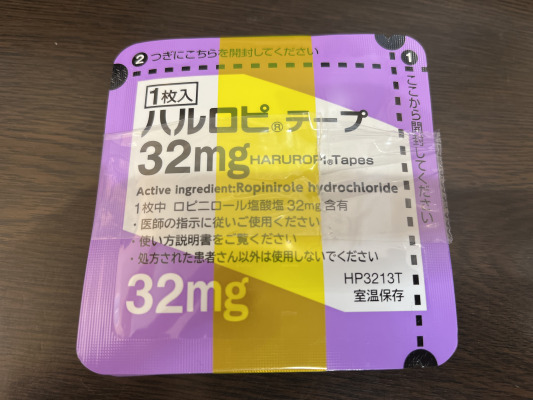 ② つぎにこちらを開封してください
① ここから開封してください
1枚入
ハルロピ®テープ
32mg HARUROPI®Tapes
Active ingredient:Ropinirole hydrochloride
1枚中 ロピニロール塩酸塩 32mg 含有
・医師の指示に従いご使用ください
・使い方説明書をご覧ください
・処方された患者さん以外は使用しないでください
32mg
HP3213T
室温保存